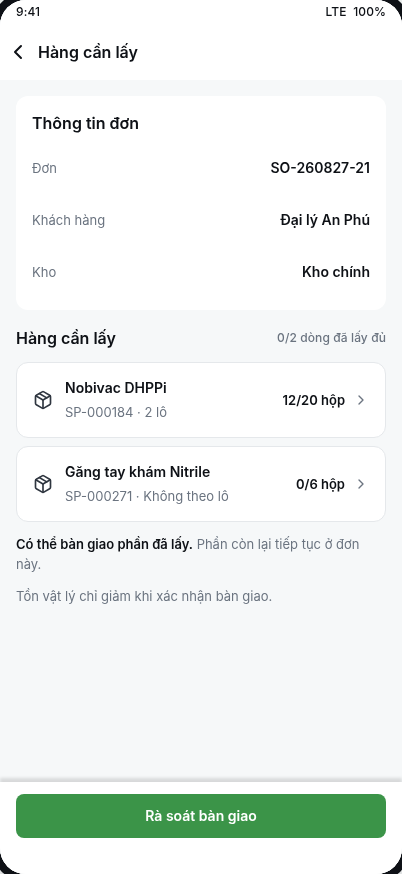 9:41
LTE 100%
Hàng cần lấy
Thông tin đơn
Đơn
SO-260827-21
Khách hàng
Đại lý An Phú
Kho
Kho chính
Hàng cần lấy
0/2 dòng đã lấy đủ
Nobivac DHPPi
SP-000184 · 2 lô
12/20 hộp
Găng tay khám Nitrile
SP-000271 · Không theo lô
0/6 hộp
Có thể bàn giao phần đã lấy. Phần còn lại tiếp tục ở đơn
này.
Tồn vật lý chỉ giảm khi xác nhận bàn giao.
Rà soát bàn giao